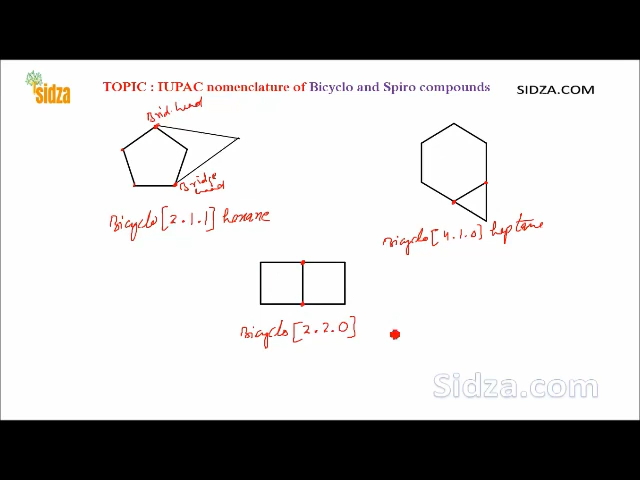 sidza
TOPIC : IUPAC nomenclature of Bicyclo and Spiro compounds
SIDZA.COM
Brid.head
Bridge
head
Bicyclo [2.1.1] hexane
Bicyclo [4.1.0] heptane
Bicyclo [2.2.0]
Sidza.com